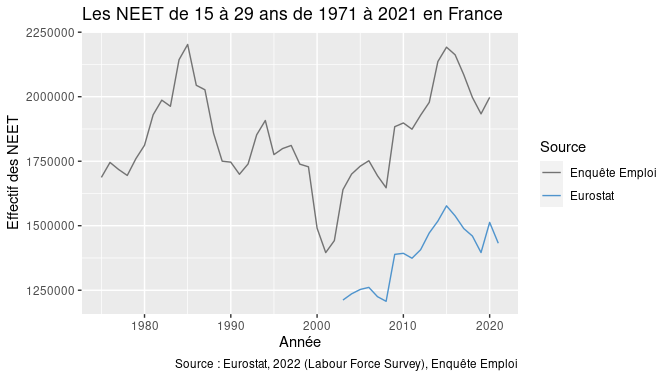 Les NEET de 15 à 29 ans de 1971 à 2021 en France
2250000
2000000
1750000
1500000
1250000
Effectif des NEET
1980
1990
2000
2010
2020
Année
Source
Enquête Emploi
Eurostat
Source : Eurostat, 2022 (Labour Force Survey), Enquête Emploi